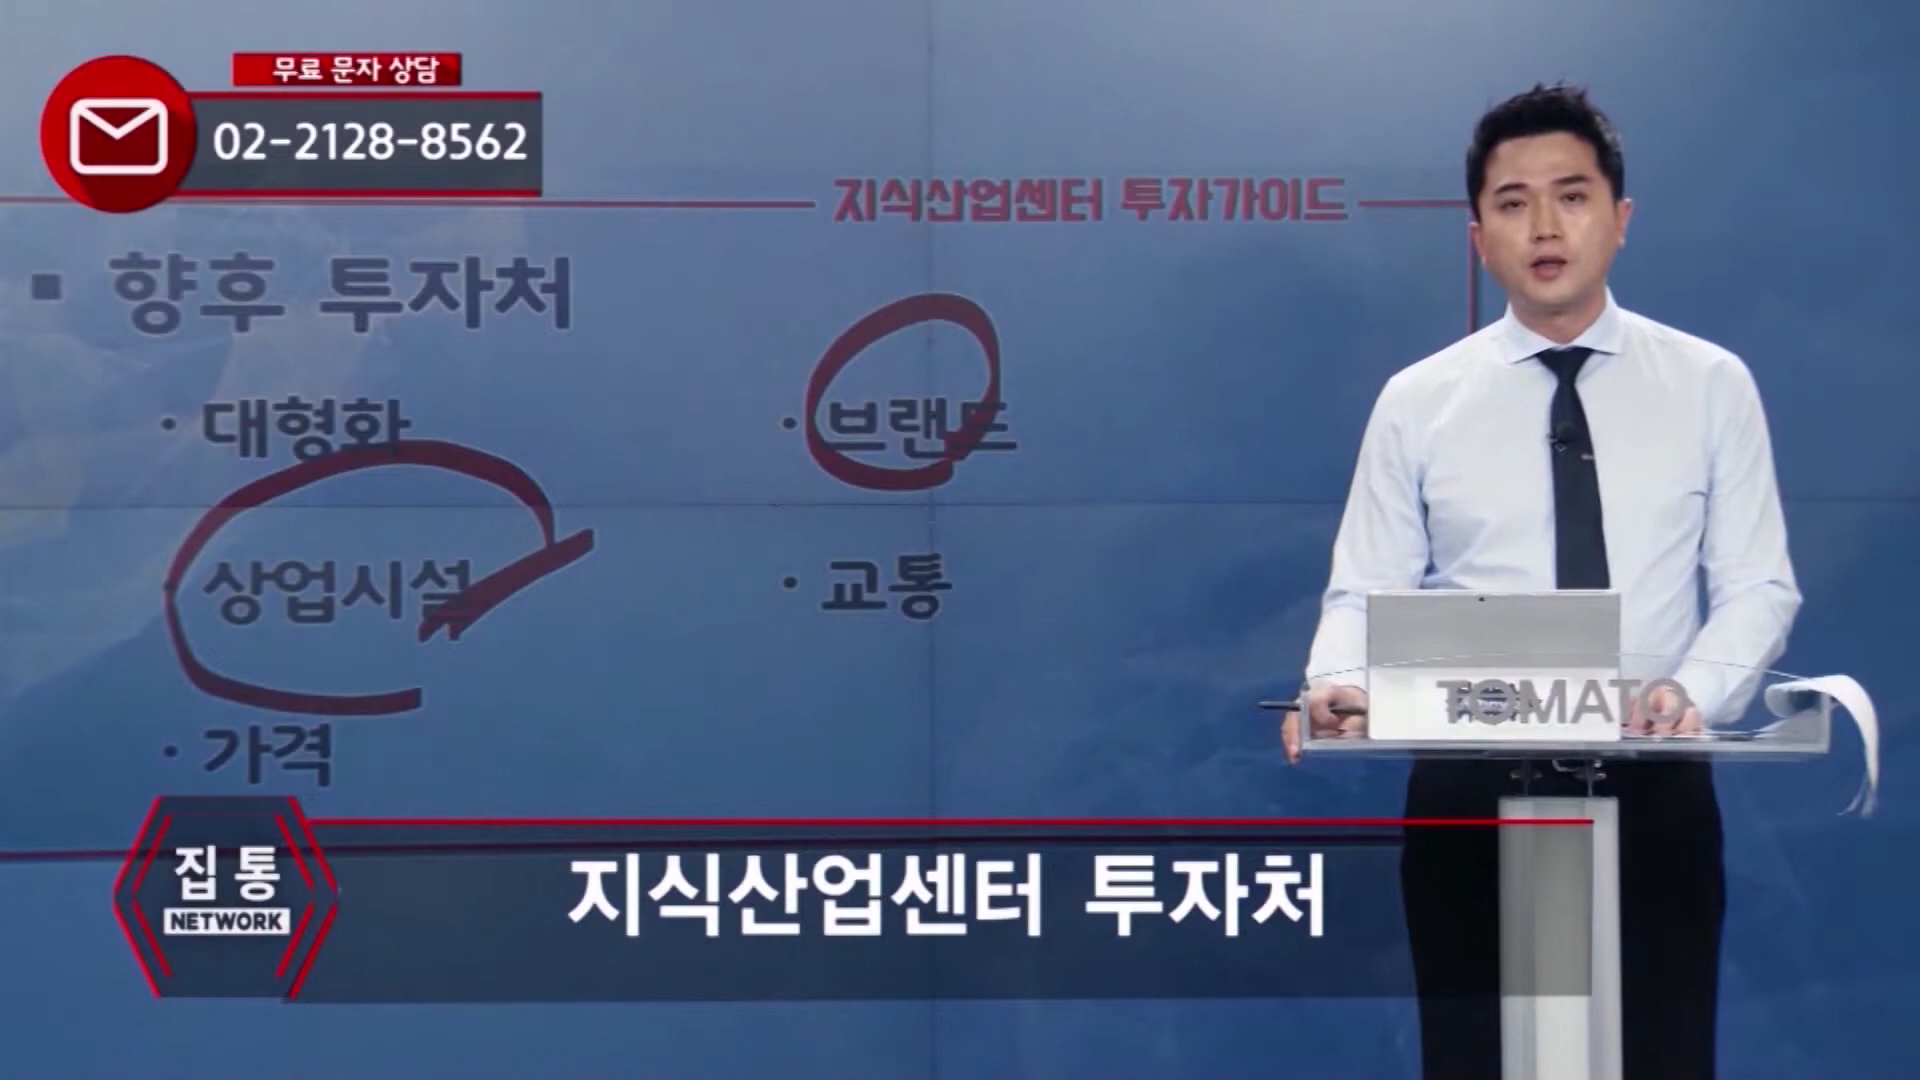 무료 문자 상담
02-2128-8562
지식산업센터 투자가이드
▪ 향후 투자처
· 대형화
· 브랜드
상업시설
· 교통
· 가격
TOMATO
집통
NETWORK
지식산업센터 투자처